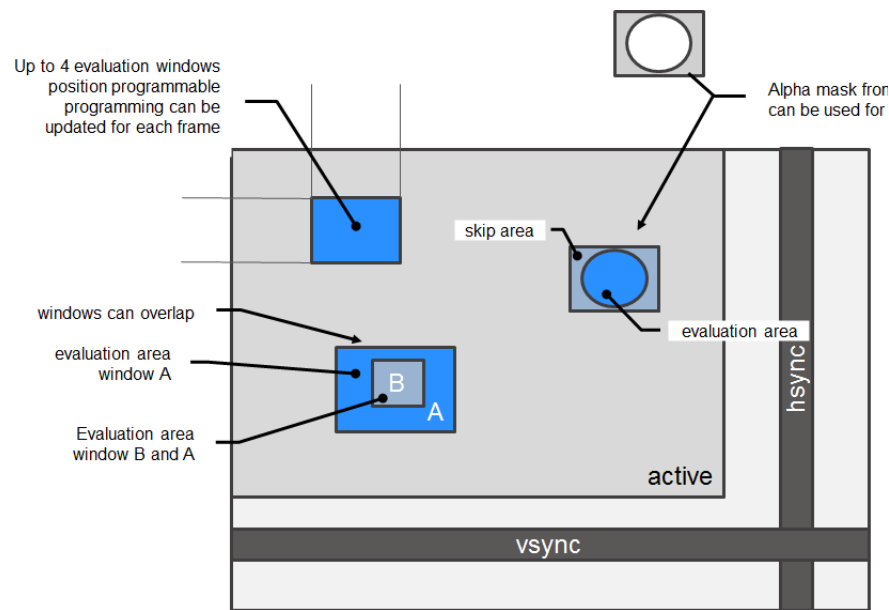 Up to 4 evaluation windows
position programmable
programming can be
updated for each frame
Alpha mask from
can be used for
skip area
windows can overlap
evaluation area
evaluation area
window A
B
A
Evaluation area
window B and A
hsync
active
vsync